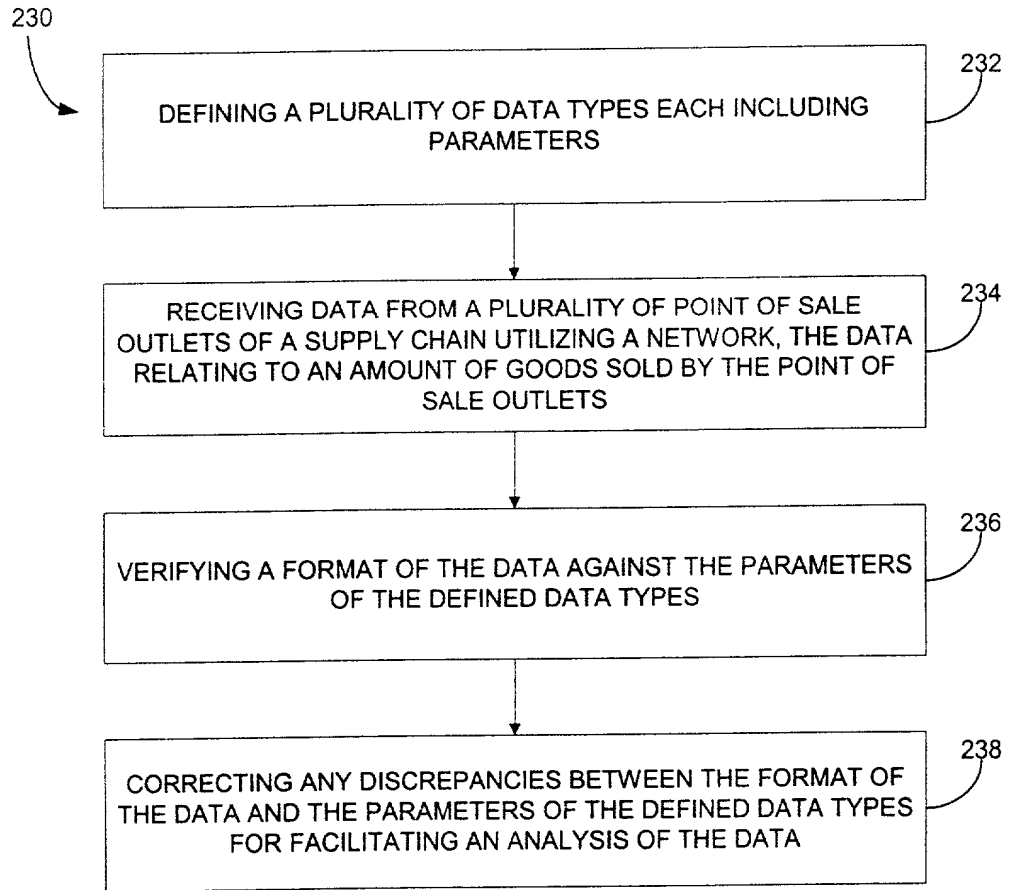 230
232
DEFINING A PLURALITY OF DATA TYPES EACH INCLUDING
PARAMETERS
234
RECEIVING DATA FROM A PLURALITY OF POINT OF SALE
OUTLETS OF A SUPPLY CHAIN UTILIZING A NETWORK, THE DATA
RELATING TO AN AMOUNT OF GOODS SOLD BY THE POINT OF
SALE OUTLETS
236
VERIFYING A FORMAT OF THE DATA AGAINST THE PARAMETERS
OF THE DEFINED DATA TYPES
238
CORRECTING ANY DISCREPANCIES BETWEEN THE FORMAT OF
THE DATA AND THE PARAMETERS OF THE DEFINED DATA TYPES
FOR FACILITATING AN ANALYSIS OF THE DATA